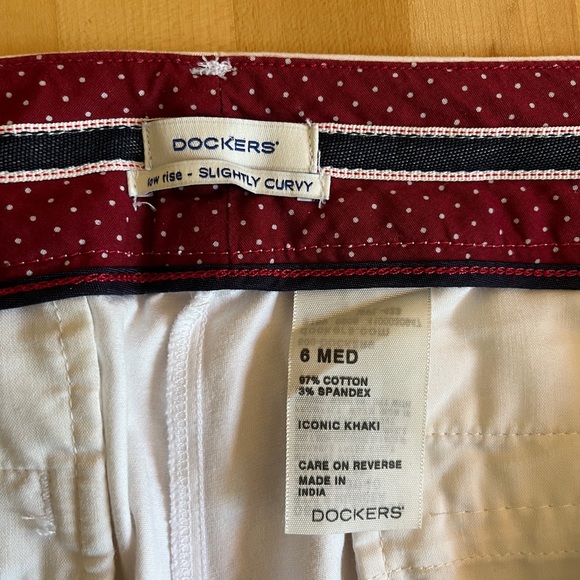 DOCKERS®
low rise - SLIGHTLY CURVY
6 MED
97% COTTON
3% SPANDEX
ICONIC KHAKI
CARE ON REVERSE
MADE IN
INDIA
DOCKERS®